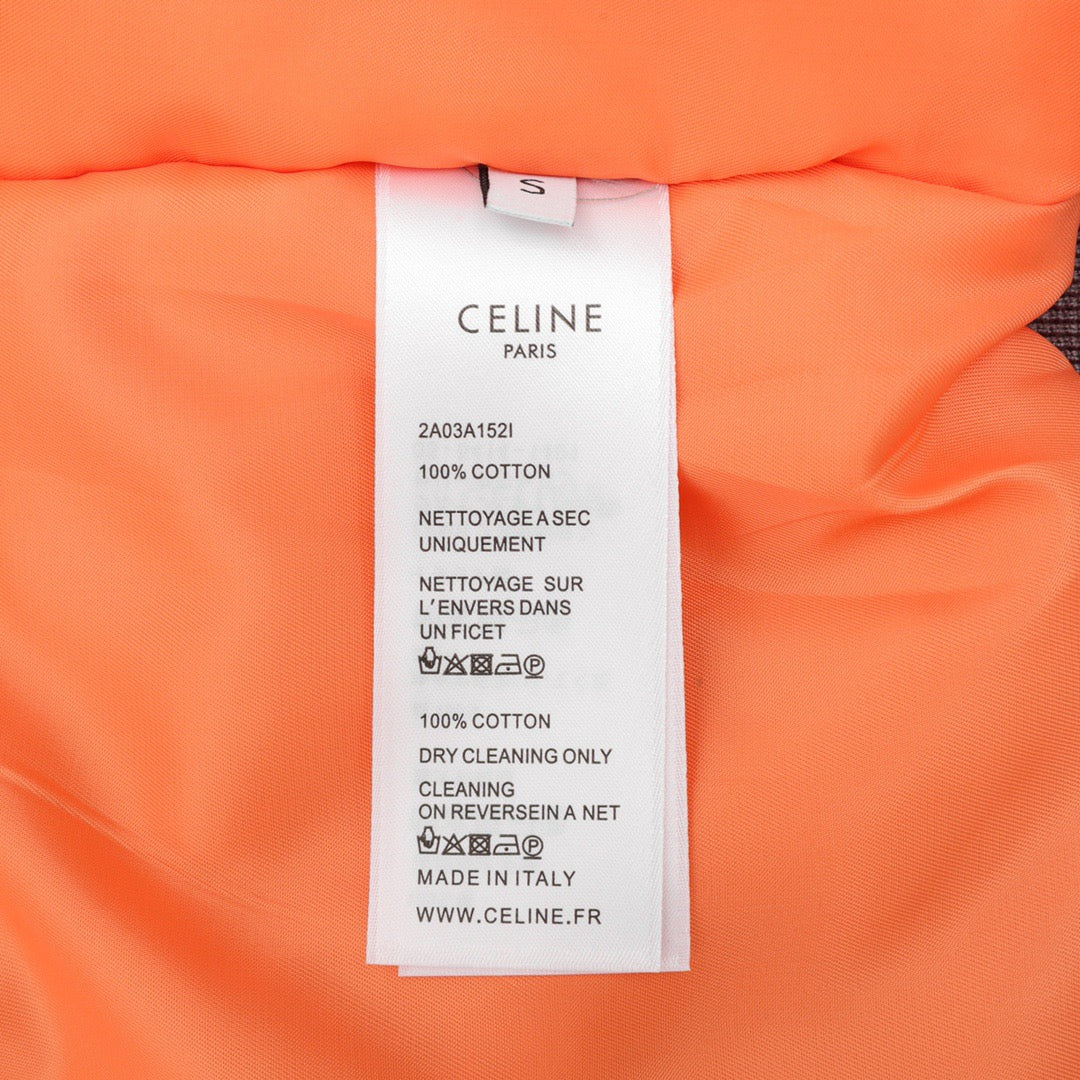 S
CELINE
PARIS
2A03A152I
100% COTTON
NETTOYAGE A SEC
UNIQUEMENT
NETTOYAGE SUR
L'ENVERS DANS
UN FICET
P
100% COTTON
DRY CLEANING ONLY
CLEANING
ON REVERSEIN A NET
P
MADE IN ITALY
WWW.CELINE.FR